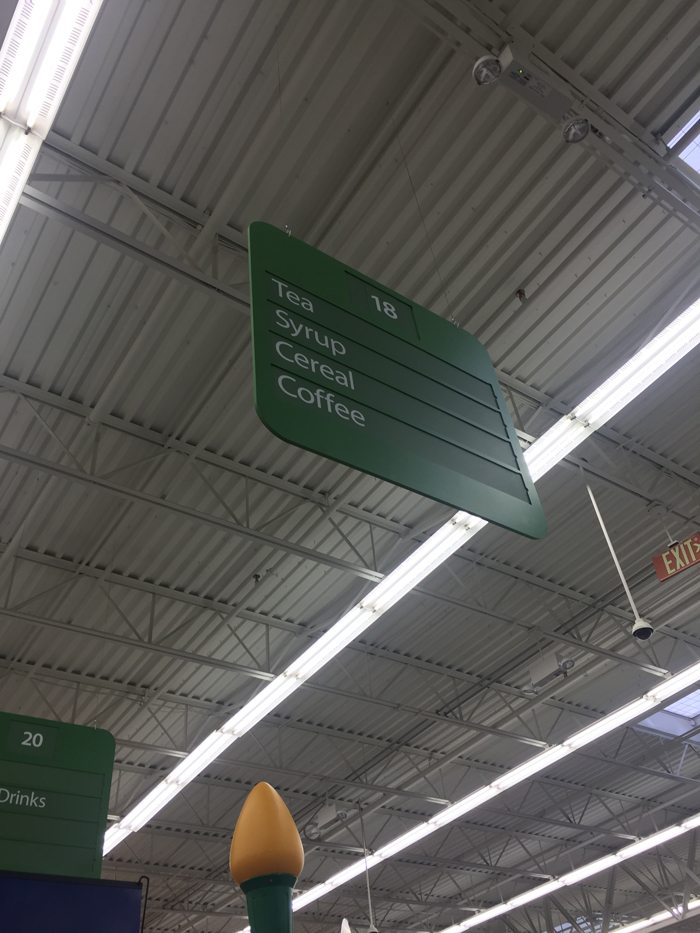 18
Tea
Syrup
Cereal
Coffee
EXIT
20
Drinks